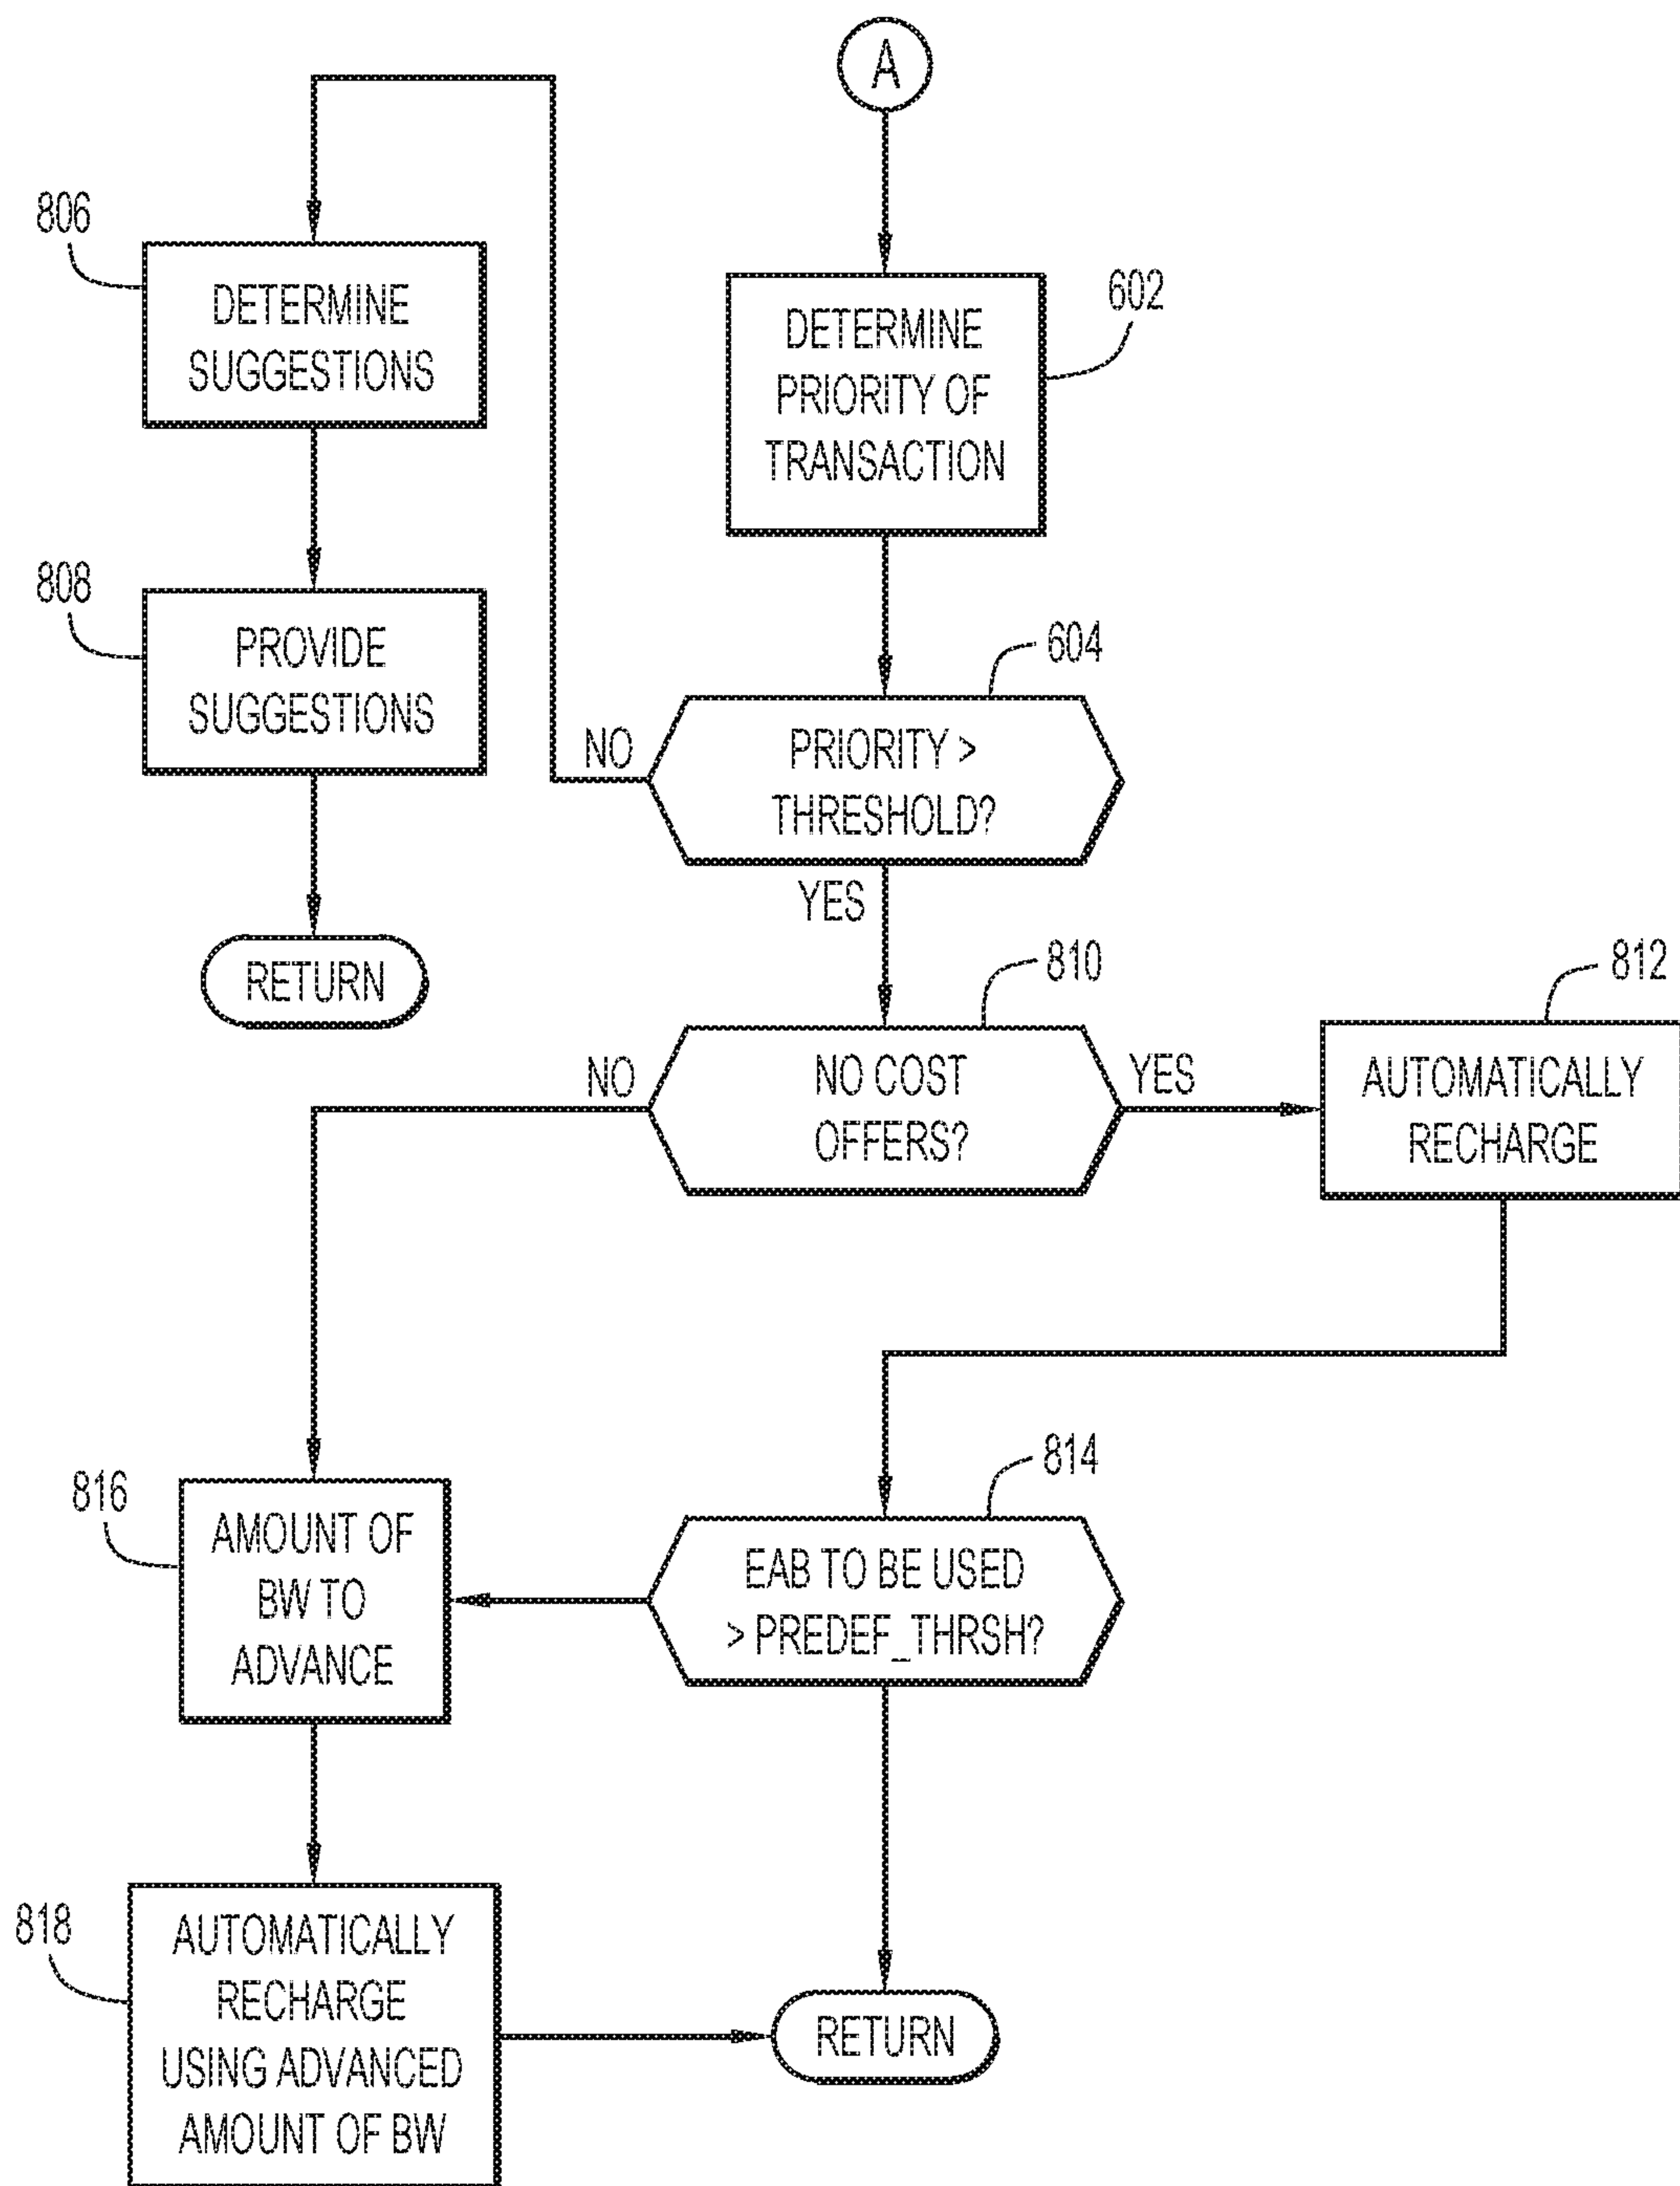 A
806
DETERMINE
SUGGESTIONS
602
DETERMINE
PRIORITY OF
TRANSACTION
808
PROVIDE
SUGGESTIONS
604
NO
PRIORITY >
THRESHOLD?
YES
RETURN
810
812
NO
NO COST
OFFERS?
YES
AUTOMATICALLY
RECHARGE
816
AMOUNT OF
BW TO
ADVANCE
814
EAB TO BE USED
> PREDEF_THRSH?
818
AUTOMATICALLY
RECHARGE
USING ADVANCED
AMOUNT OF BW
RETURN